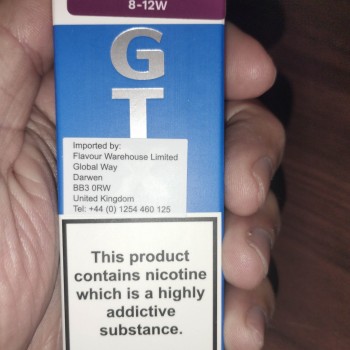 8-12W
G
T
Imported by:
Flavour Warehouse Limited
Global Way
Darwen
BB3 0RW
United Kingdom
Tel: +44 (0) 1254 460 125
This product
contains nicotine
which is a highly
addictive
substance.